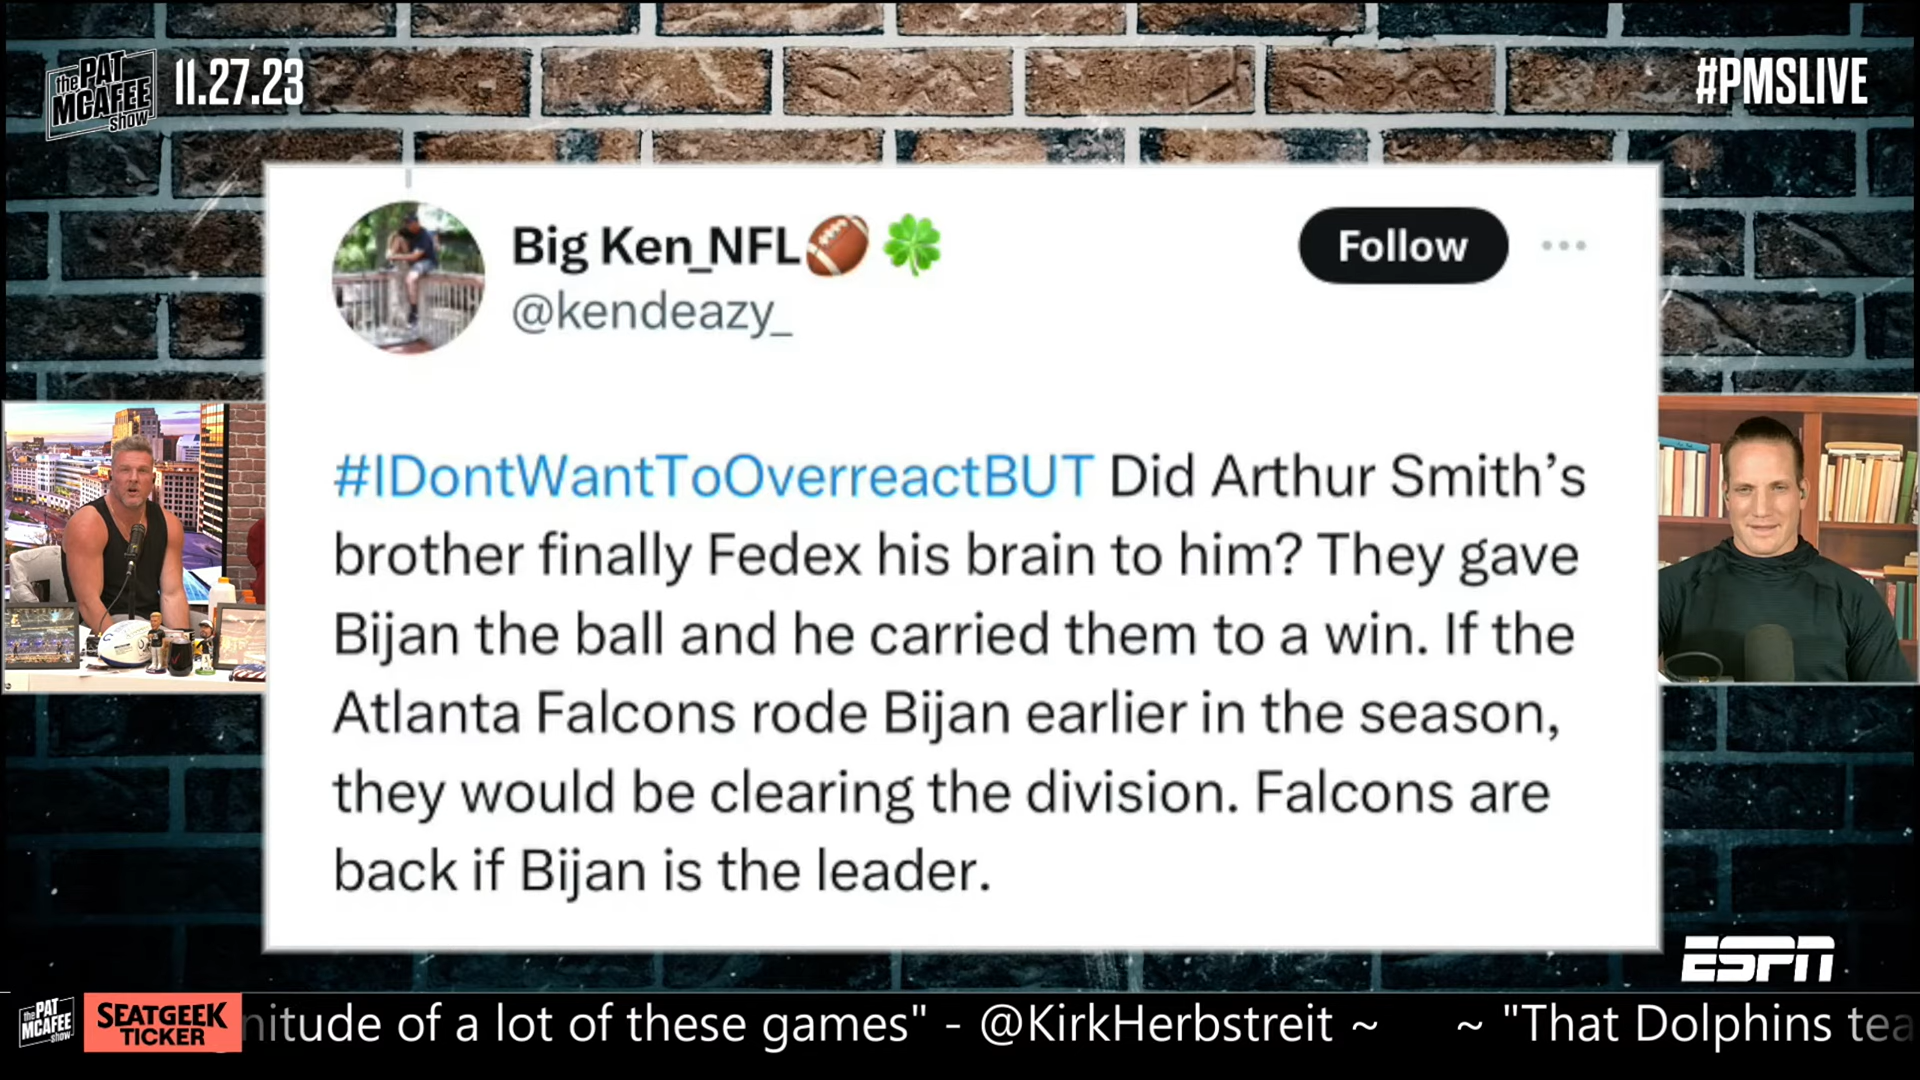 the PAT
MCAFEE
show
11.27.23
#PMSLIVE
Big Ken_NFL🏈 🍀
@kendeazy_
Follow
#IDontWantToOverreactBUT Did Arthur Smith’s
brother finally Fedex his brain to him? They gave
Bijan the ball and he carried them to a win. If the
Atlanta Falcons rode Bijan earlier in the season,
they would be clearing the division. Falcons are
back if Bijan is the leader.
ESPN
the PAT
MCAFEE
show
SEATGEEK
TICKER
nitude of a lot of these games" - @KirkHerbstreit ~ ~ "That Dolphins tea